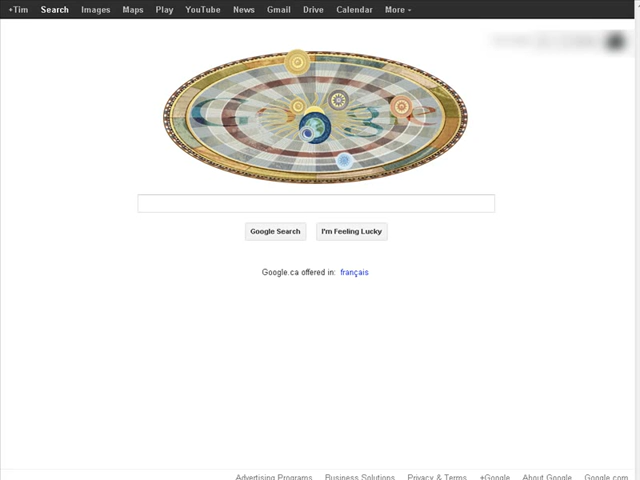 +Tim Search Images Maps Play YouTube News Gmail Drive Calendar More
Google Search I'm Feeling Lucky
Google.ca offered in: français
Advertising Programs Business Solutions Privacy & Terms +Google About Google Google.com